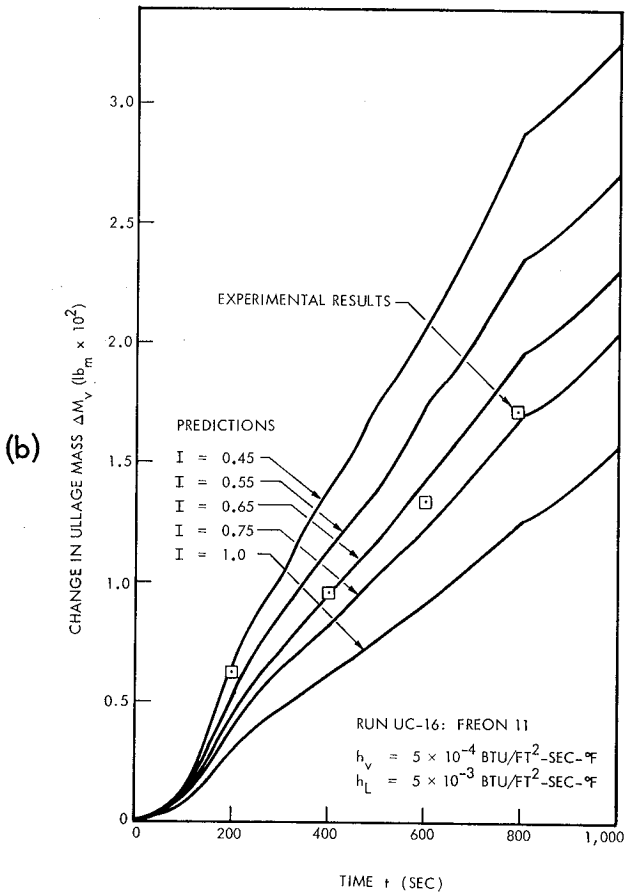 (b)
CHANGE IN ULLAGE MASS ΔM_v (lb_m × 10^2)
3.0
2.5
2.0
1.5
1.0
0.5
0
EXPERIMENTAL RESULTS
PREDICTIONS
I = 0.45
I = 0.55
I = 0.65
I = 0.75
I = 1.0
RUN UC-16: FREON 11
h_v = 5 × 10^-4 BTU/FT^2-SEC-°F
h_L = 5 × 10^-3 BTU/FT^2-SEC-°F
0 200 400 600 800 1,000
TIME t (SEC)